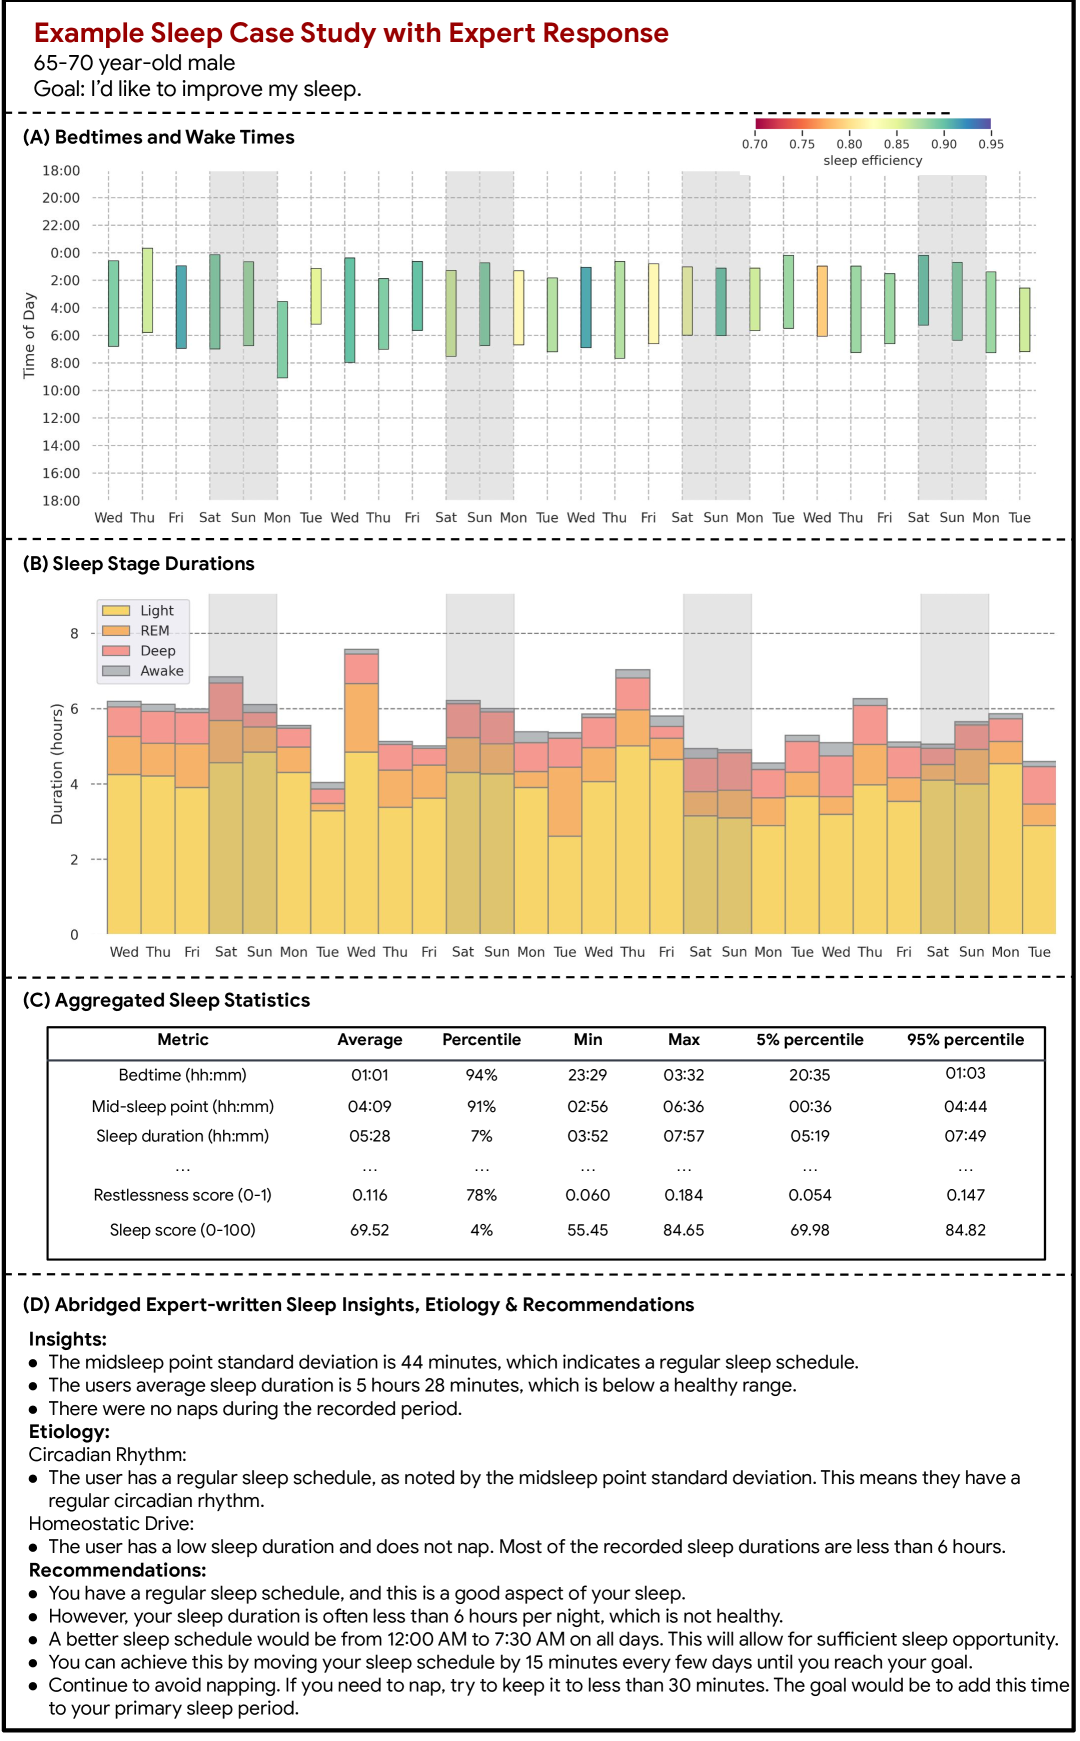 Example Sleep Case Study with Expert Response
65-70 year-old male
Goal: I'd like to improve my sleep.
(A) Bedtimes and Wake Times
0.70 0.75 0.80 0.85 0.90 0.95
sleep efficiency
Time of Day
18:00
20:00
22:00
0:00
2:00
4:00
6:00
8:00
10:00
12:00
14:00
16:00
18:00
Wed Thu Fri Sat Sun Mon Tue Wed Thu Fri Sat Sun Mon Tue Wed Thu Fri Sat Sun Mon Tue Wed Thu Fri Sat Sun Mon Tue
(B) Sleep Stage Durations
Light
REM
Deep
Awake
Duration (hours)
8
6
4
2
0
Wed Thu Fri Sat Sun Mon Tue Wed Thu Fri Sat Sun Mon Tue Wed Thu Fri Sat Sun Mon Tue Wed Thu Fri Sat Sun Mon Tue
(C) Aggregated Sleep Statistics
Metric Average Percentile Min Max 5% percentile 95% percentile
Bedtime (hh:mm) 01:01 94% 23:29 03:32 20:35 01:03
Mid-sleep point (hh:mm) 04:09 91% 02:56 06:36 00:36 04:44
Sleep duration (hh:mm) 05:28 7% 03:52 07:57 05:19 07:49
... ... ... ... ... ... ...
Restlessness score (0-1) 0.116 78% 0.060 0.184 0.054 0.147
Sleep score (0-100) 69.52 4% 55.45 84.65 69.98 84.82
(D) Abridged Expert-written Sleep Insights, Etiology & Recommendations
Insights:
● The midsleep point standard deviation is 44 minutes, which indicates a regular sleep schedule.
● The users average sleep duration is 5 hours 28 minutes, which is below a healthy range.
● There were no naps during the recorded period.
Etiology:
Circadian Rhythm:
● The user has a regular sleep schedule, as noted by the midsleep point standard deviation. This means they have a
regular circadian rhythm.
Homeostatic Drive:
● The user has a low sleep duration and does not nap. Most of the recorded sleep durations are less than 6 hours.
Recommendations:
● You have a regular sleep schedule, and this is a good aspect of your sleep.
● However, your sleep duration is often less than 6 hours per night, which is not healthy.
● A better sleep schedule would be from 12:00 AM to 7:30 AM on all days. This will allow for sufficient sleep opportunity.
● You can achieve this by moving your sleep schedule by 15 minutes every few days until you reach your goal.
● Continue to avoid napping. If you need to nap, try to keep it to less than 30 minutes. The goal would be to add this time
to your primary sleep period.